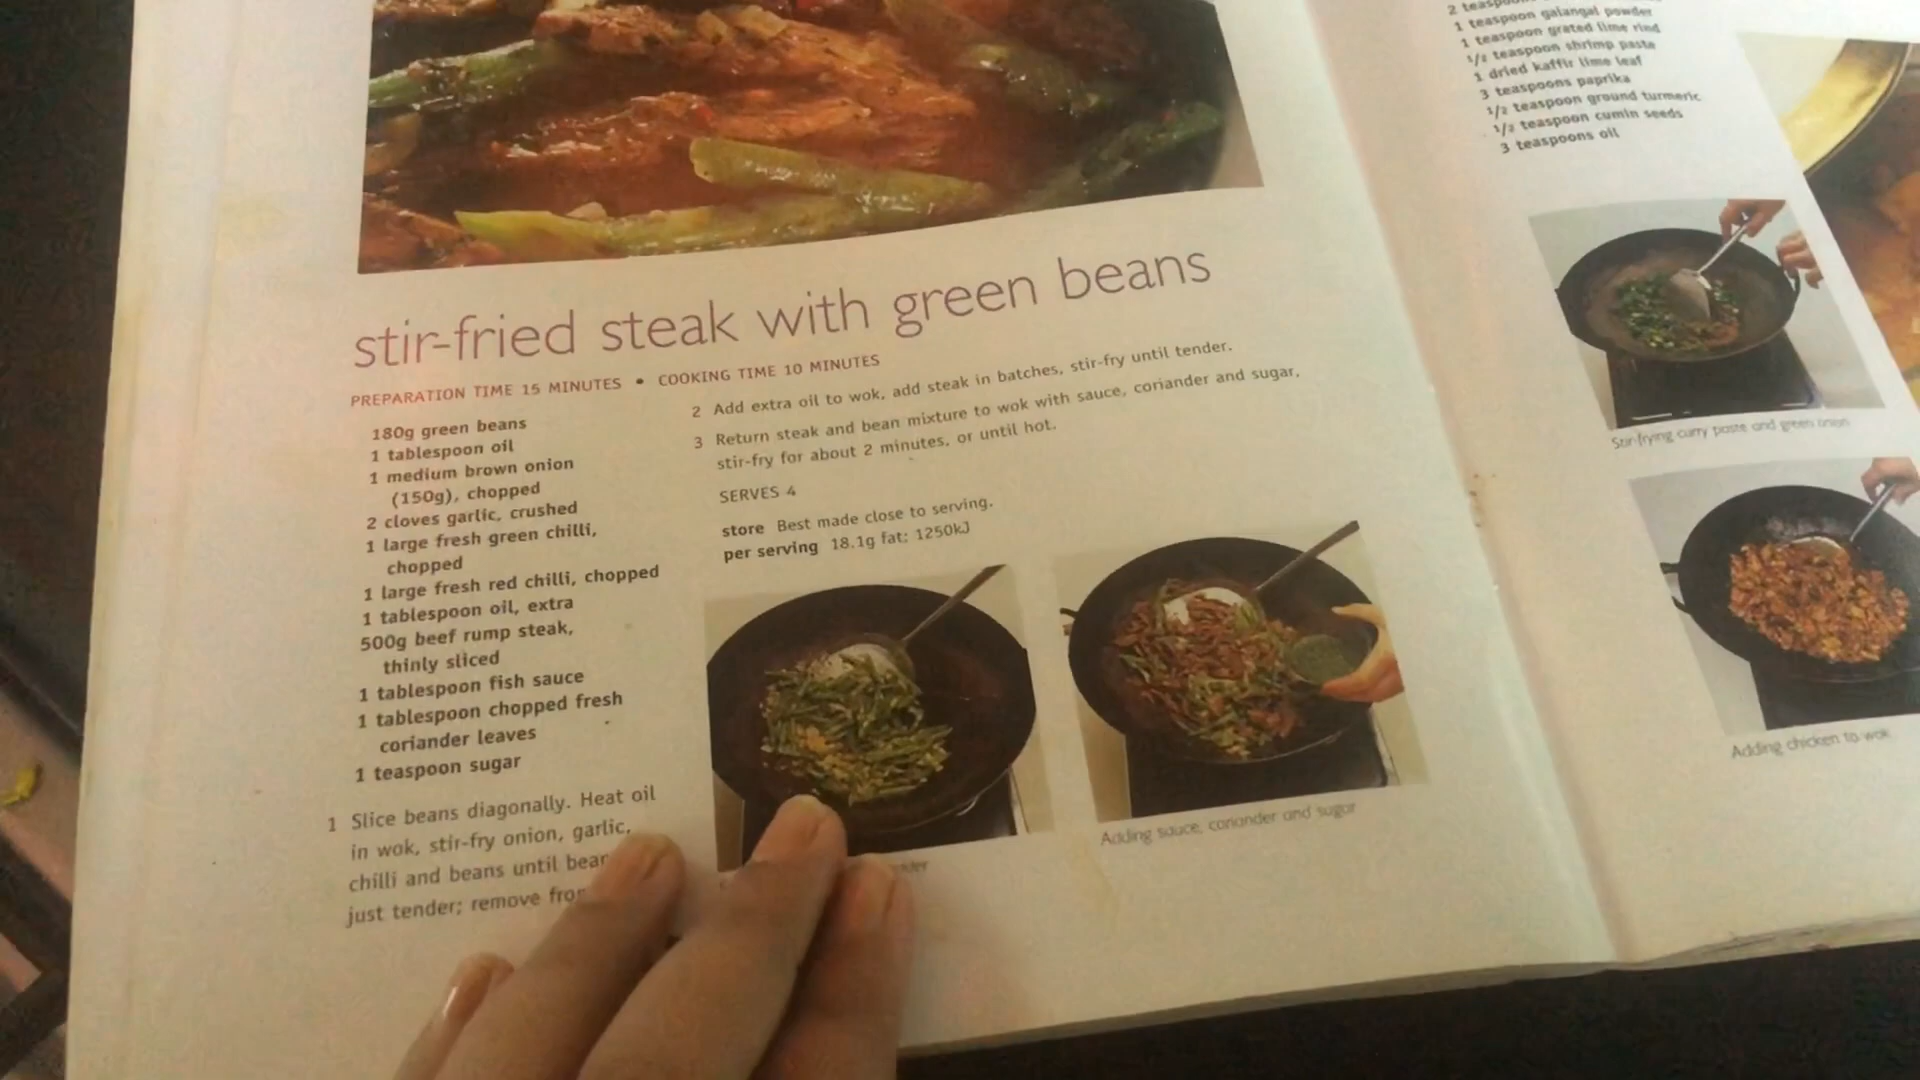 stir-fried steak with green beans
PREPARATION TIME 15 MINUTES • COOKING TIME 10 MINUTES
180g green beans
1 tablespoon oil
1 medium brown onion
(150g), chopped
2 cloves garlic, crushed
1 large fresh green chilli,
chopped
1 large fresh red chilli, chopped
1 tablespoon oil, extra
500g beef rump steak,
thinly sliced
1 tablespoon fish sauce
1 tablespoon chopped fresh
coriander leaves
1 teaspoon sugar
1 Slice beans diagonally. Heat oil
in wok, stir-fry onion, garlic,
chilli and beans until
just tender; remove
2 Add extra oil to wok, add steak in batches, stir-fry until tender.
3 Return steak and bean mixture to wok with sauce, coriander and sugar,
stir-fry for about 2 minutes, or until hot.
SERVES 4
store Best made close to serving.
per serving 18.1g fat; 1250kJ
Adding sauce, coriander and sugar
2
1 teaspoon galangal powder
1 teaspoon grated lime rind
1/2 teaspoon shrimp paste
1 dried kaffir lime leaf
3 teaspoons paprika
1/2 teaspoon ground turmeric
1/2 teaspoon cumin seeds
3 teaspoons oil
Stir-frying curry paste and green onion
Adding chicken to wok